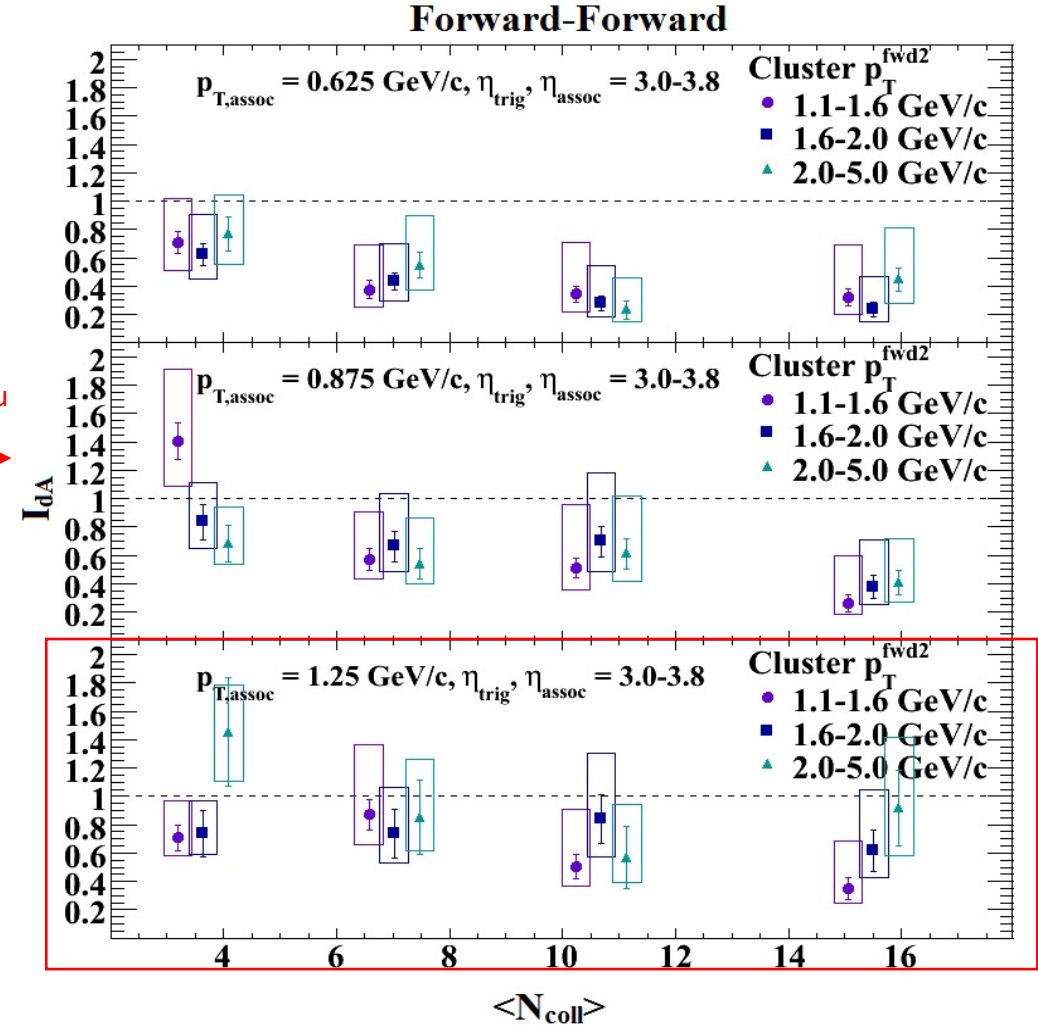 Forward-Forward
p_T,assoc = 0.625 GeV/c, η_trig, η_assoc = 3.0-3.8
Cluster p_T^fwd2
1.1-1.6 GeV/c
1.6-2.0 GeV/c
2.0-5.0 GeV/c
2
1.8
1.6
1.4
1.2
1
0.8
0.6
0.4
0.2
p_T,assoc = 0.875 GeV/c, η_trig, η_assoc = 3.0-3.8
Cluster p_T^fwd2
1.1-1.6 GeV/c
1.6-2.0 GeV/c
2.0-5.0 GeV/c
2
1.8
1.6
1.4
1.2
1
0.8
0.6
0.4
0.2
u
I_dA
p_T,assoc = 1.25 GeV/c, η_trig, η_assoc = 3.0-3.8
Cluster p_T^fwd2
1.1-1.6 GeV/c
1.6-2.0 GeV/c
2.0-5.0 GeV/c
2
1.8
1.6
1.4
1.2
1
0.8
0.6
0.4
0.2
4 6 8 10 12 14 16
<N_coll>